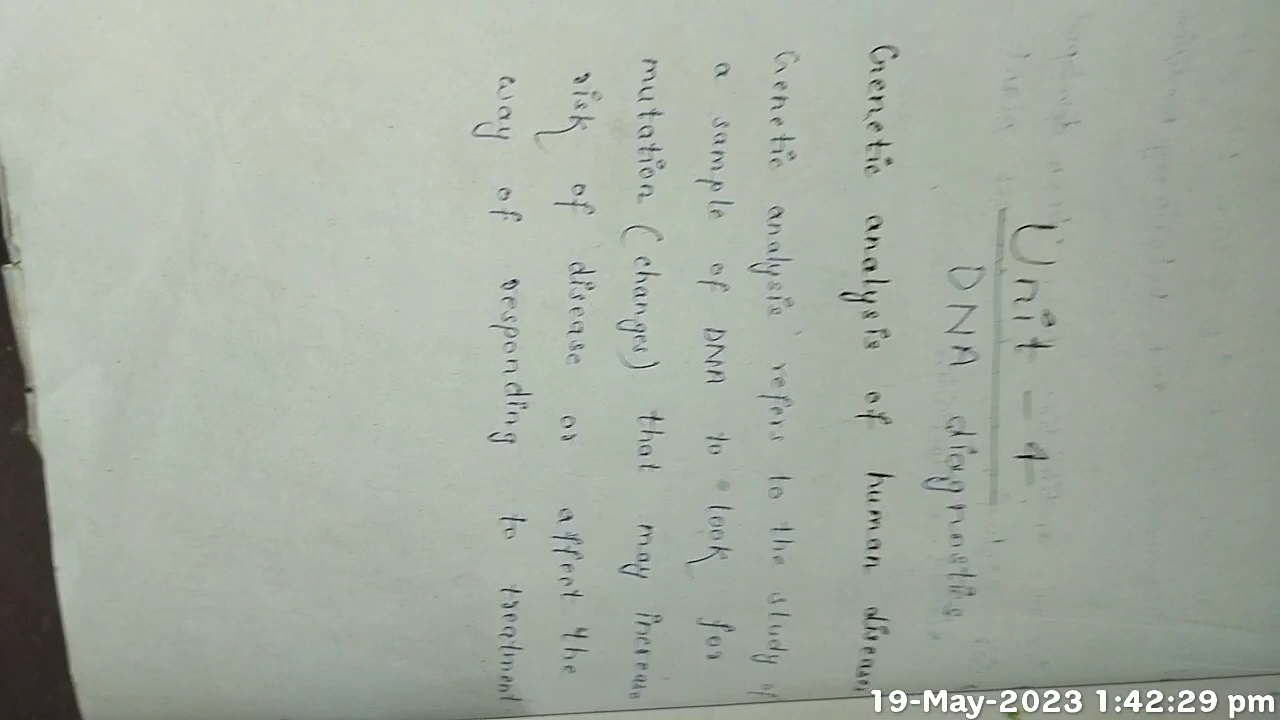 Unit - 4
DNA diagnostics.
Genetic analysis of human diseases
Genetic analysis refers to the study of
a sample of DNA to look for
mutation (changes) that may increase
risk of disease or affect the
way of responding to treatment
19-May-2023 1:42:29 pm